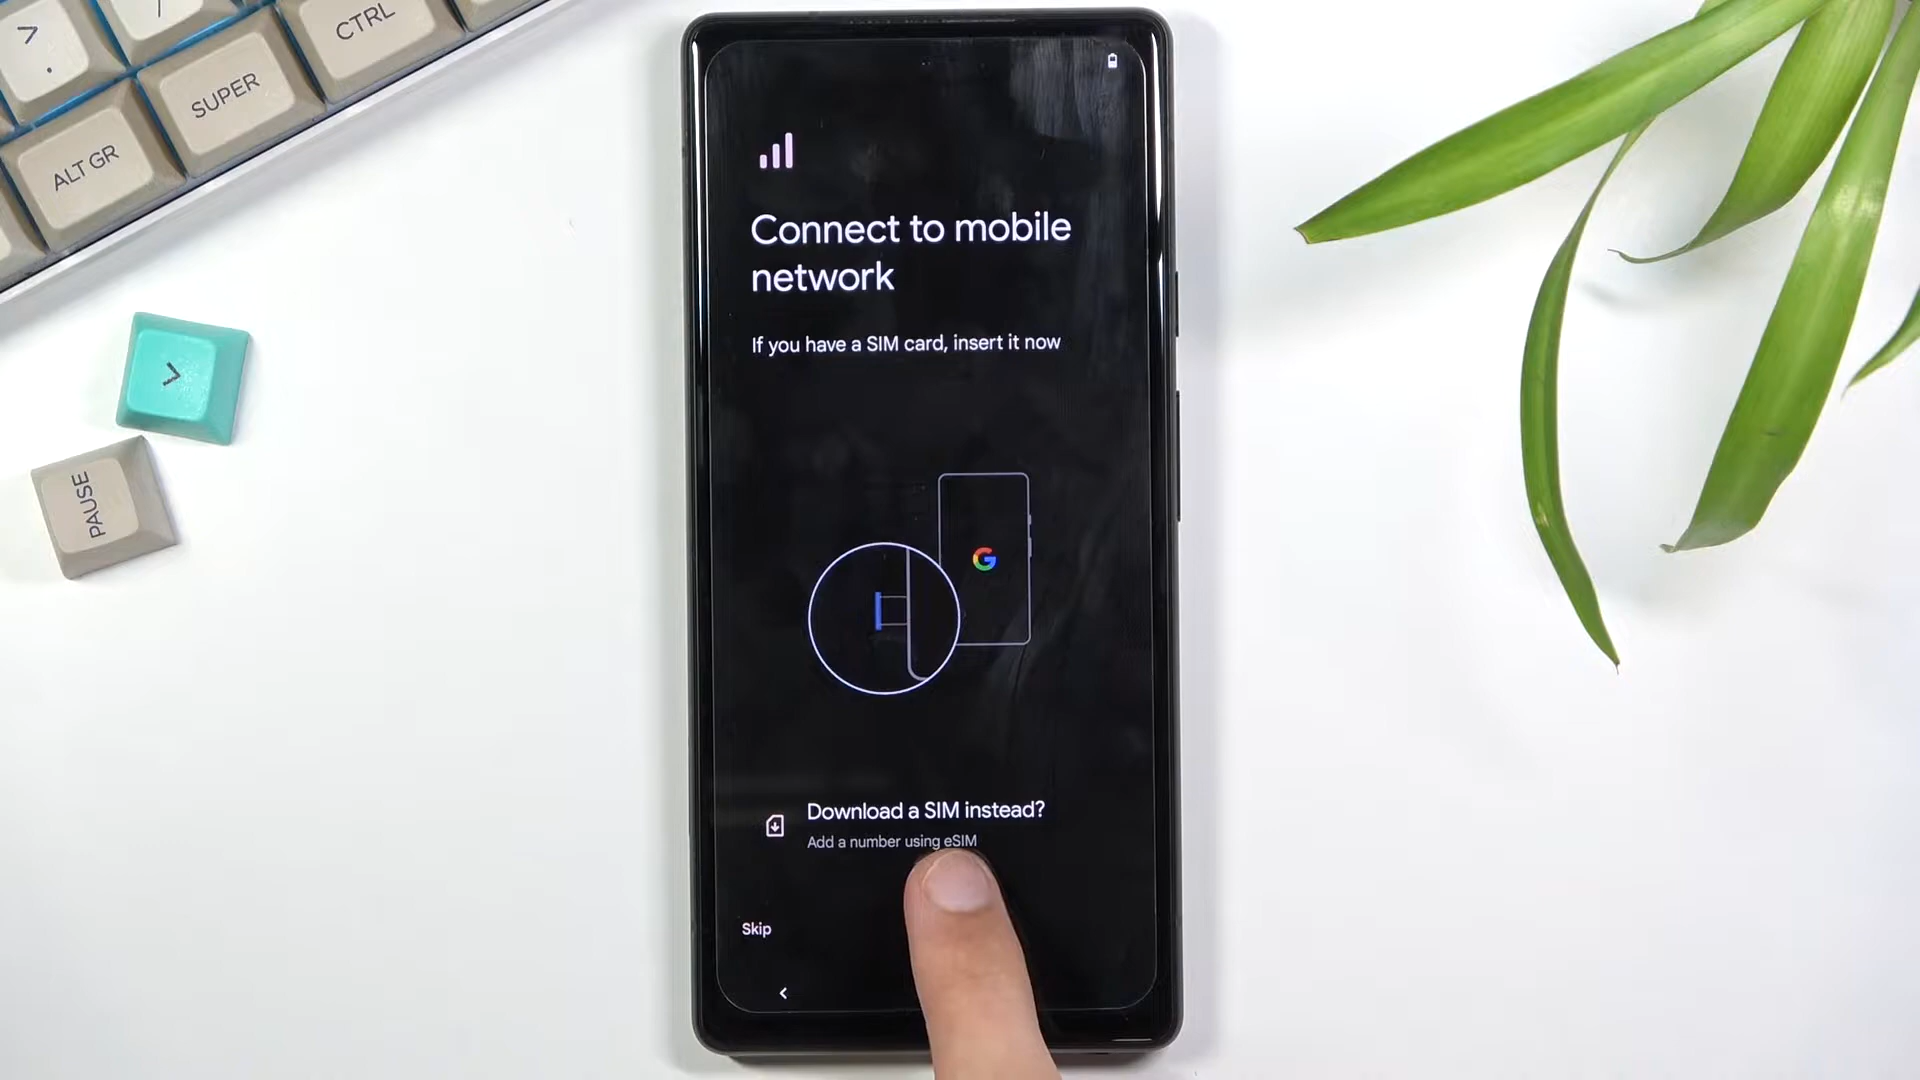 >
.
/
CTRL
SUPER
ALT GR
>
PAUSE
Connect to mobile
network
If you have a SIM card, insert it now
G
Download a SIM instead?
Add a number using eSIM
Skip